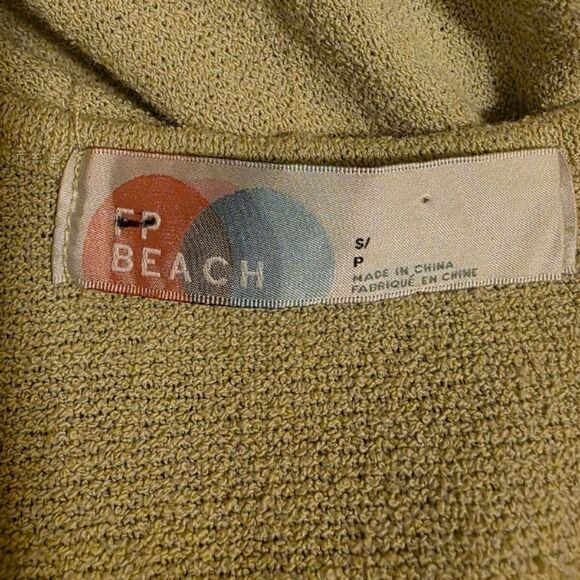 FP
BEACH
S/
P
MADE IN CHINA
FABRIQUÉ EN CHINE